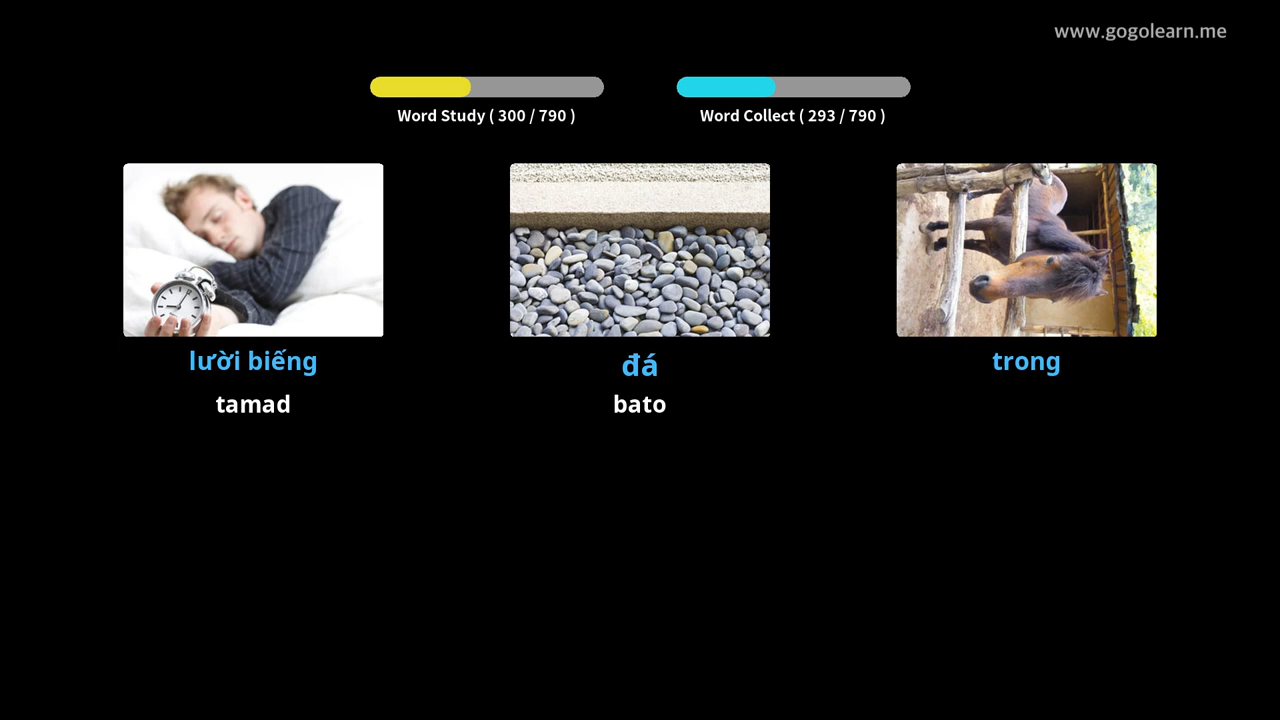 www.gogolearn.me
Word Study ( 300 / 790 )
Word Collect ( 293 / 790 )
lười biếng
đá
trong
tamad
bato